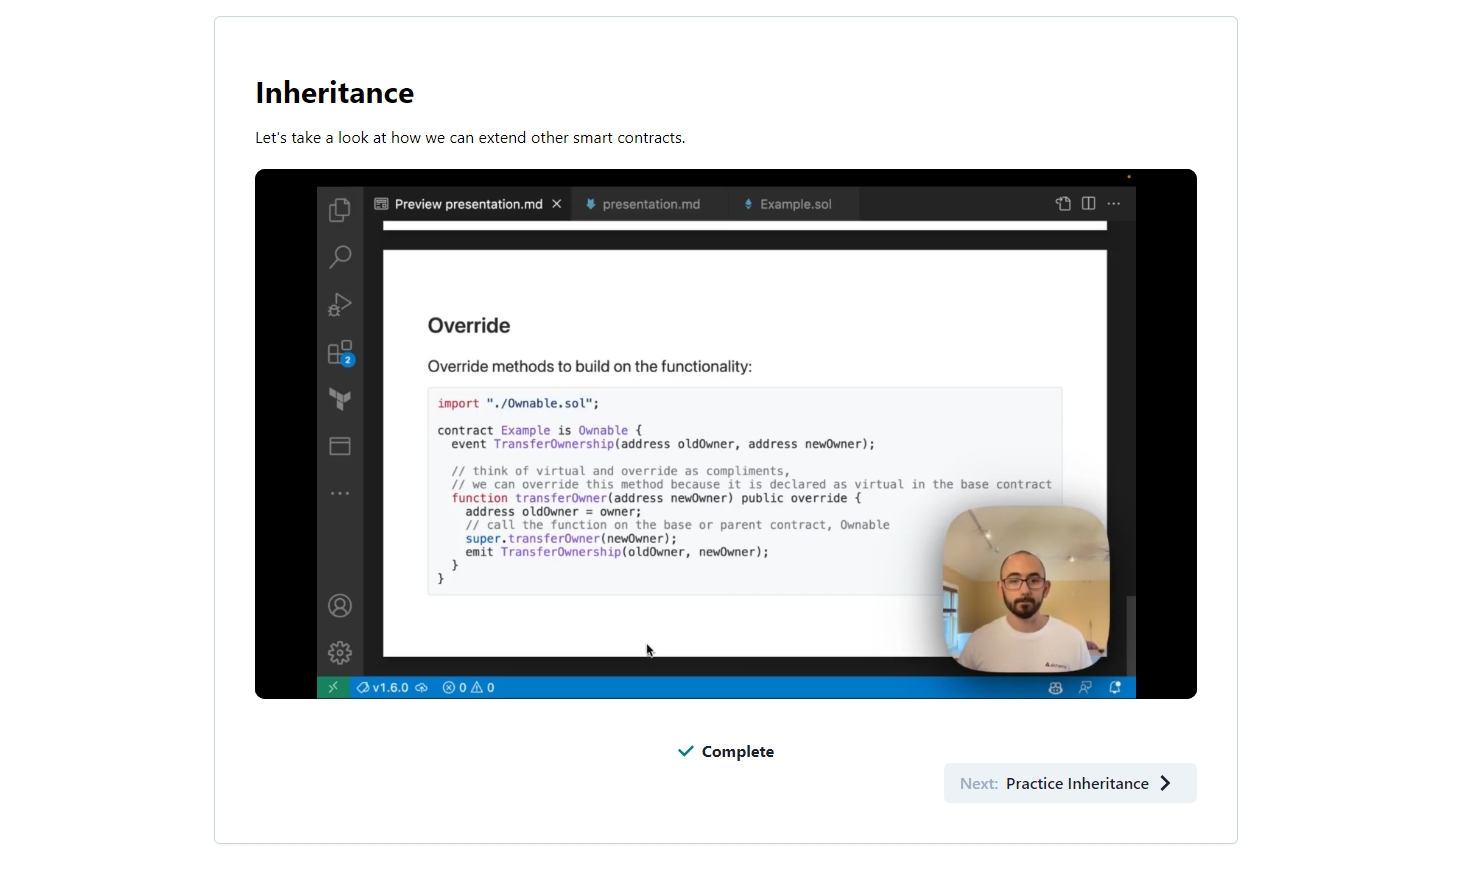 Inheritance
Let's take a look at how we can extend other smart contracts.
Preview presentation.md
presentation.md
Example.sol
Override
Override methods to build on the functionality:
import "./Ownable.sol";
contract Example is Ownable {
event TransferOwnership(address oldOwner, address newOwner);
// think of virtual and override as compliments,
// we can override this method because it is declared as virtual in the base contract
function transferOwner(address newOwner) public override {
address oldOwner = owner;
// call the function on the base or parent contract, Ownable
super.transferOwner(newOwner);
emit TransferOwnership(oldOwner, newOwner);
}
}
2
v1.6.0
0
0
Complete
Next: Practice Inheritance